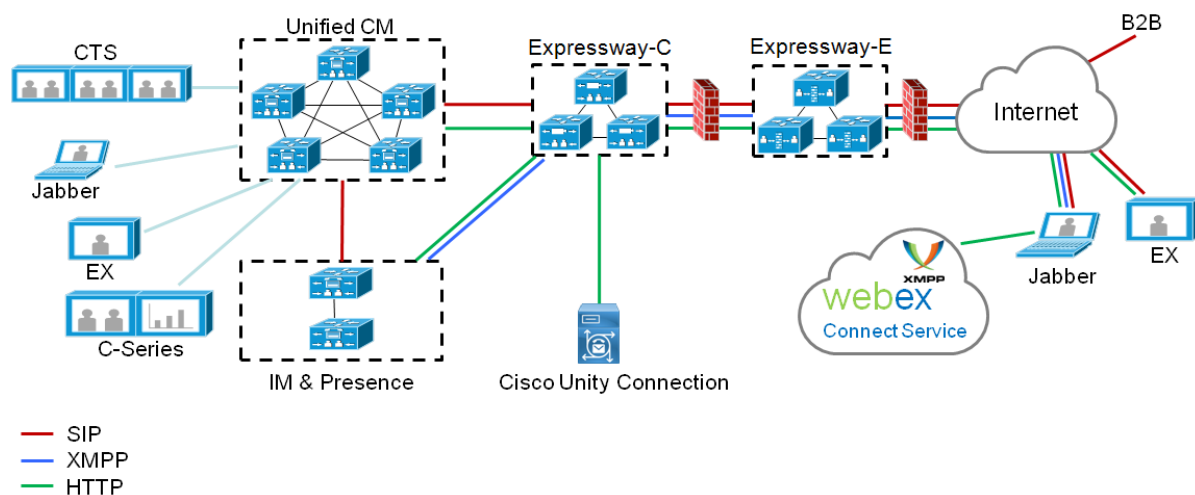 Unified CM
CTS
Expressway-C
Expressway-E
B2B
Internet
Jabber
EX
C-Series
IM & Presence
Cisco Unity Connection
XMPP
webex
Connect Service
Jabber
EX
SIP
XMPP
HTTP